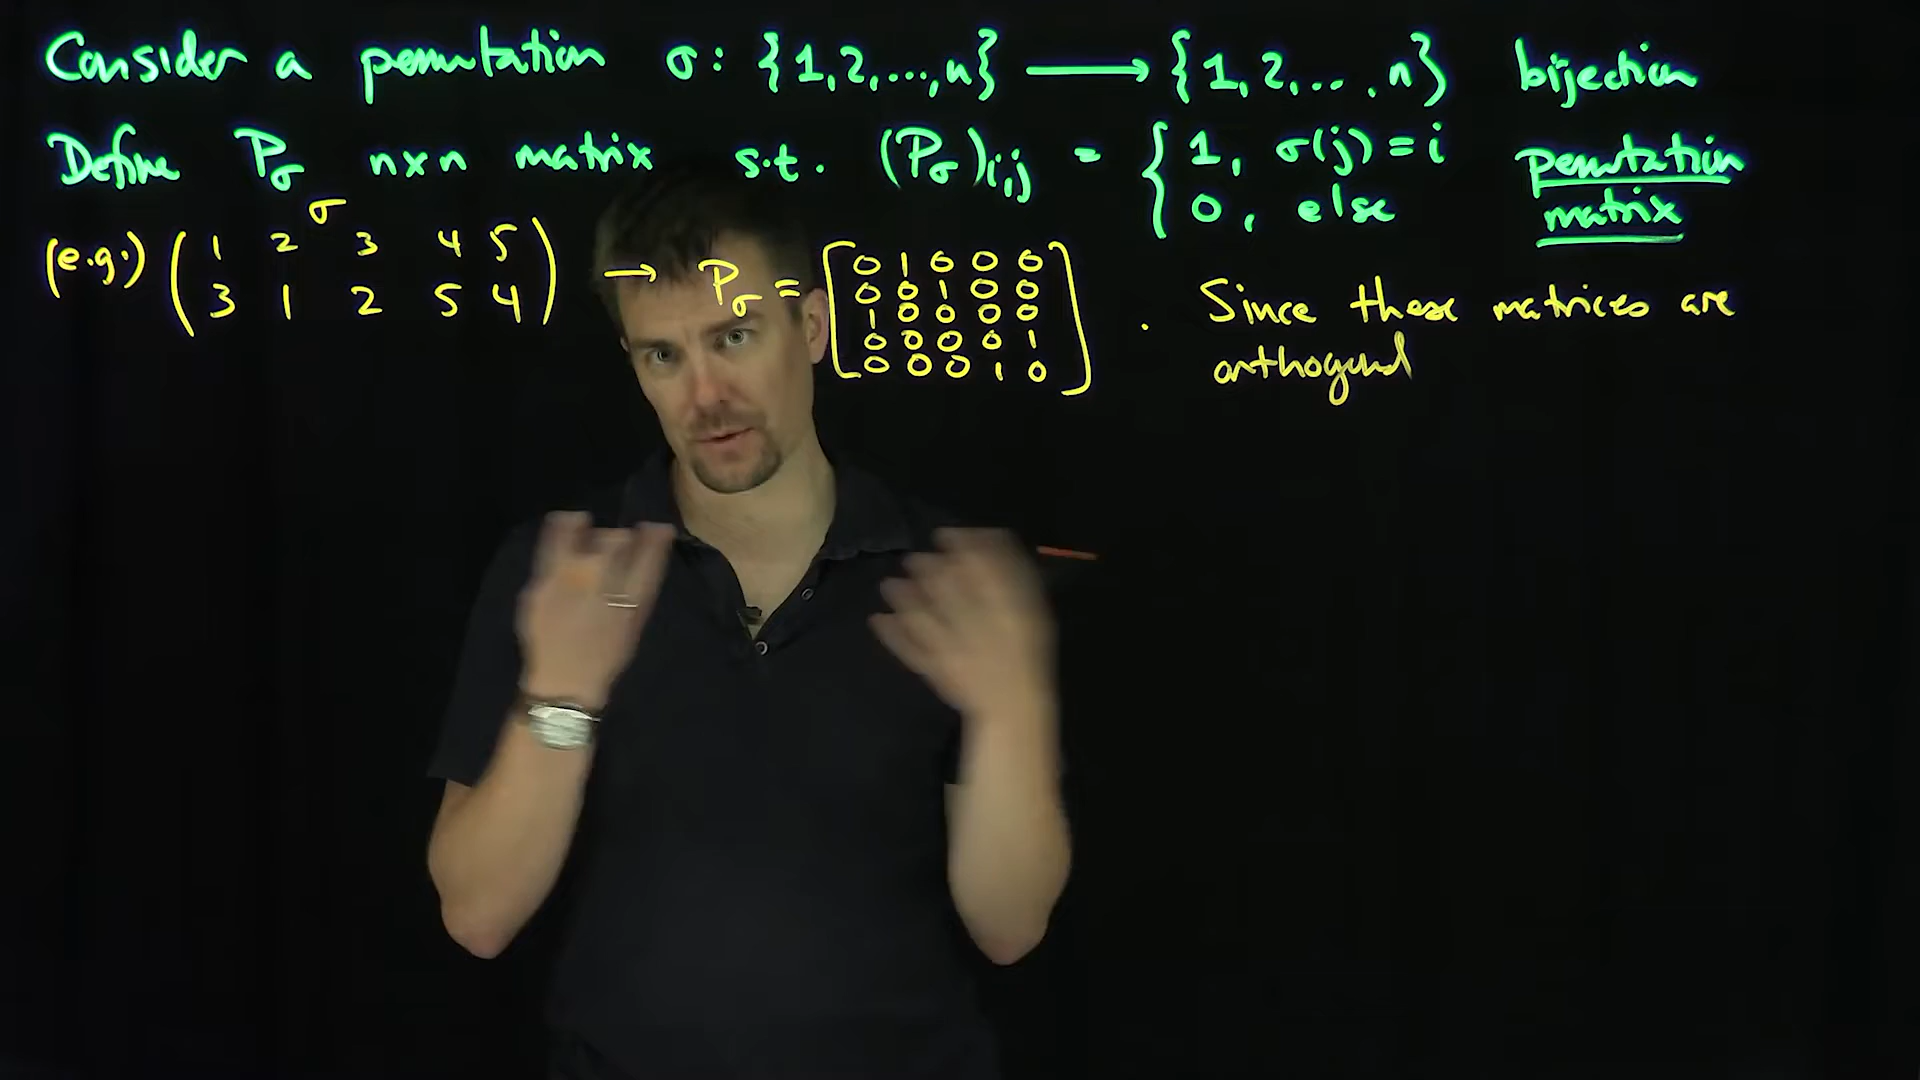 Consider a permutation σ: {1,2,...,n} ⟶ {1,2,...,n} bijection
Define Pσ n×n matrix s.t. (Pσ)i,j = { 1, σ(j)=i permutation
0, else matrix
σ
(e.g.) ( 1 2 3 4 5 ) → Pσ = [ 0 1 0 0 0 ]
3 1 2 5 4
0 0 1 0 0
1 0 0 0 0
0 0 0 0 1
0 0 0 1 0
. Since these matrices are
orthogonal